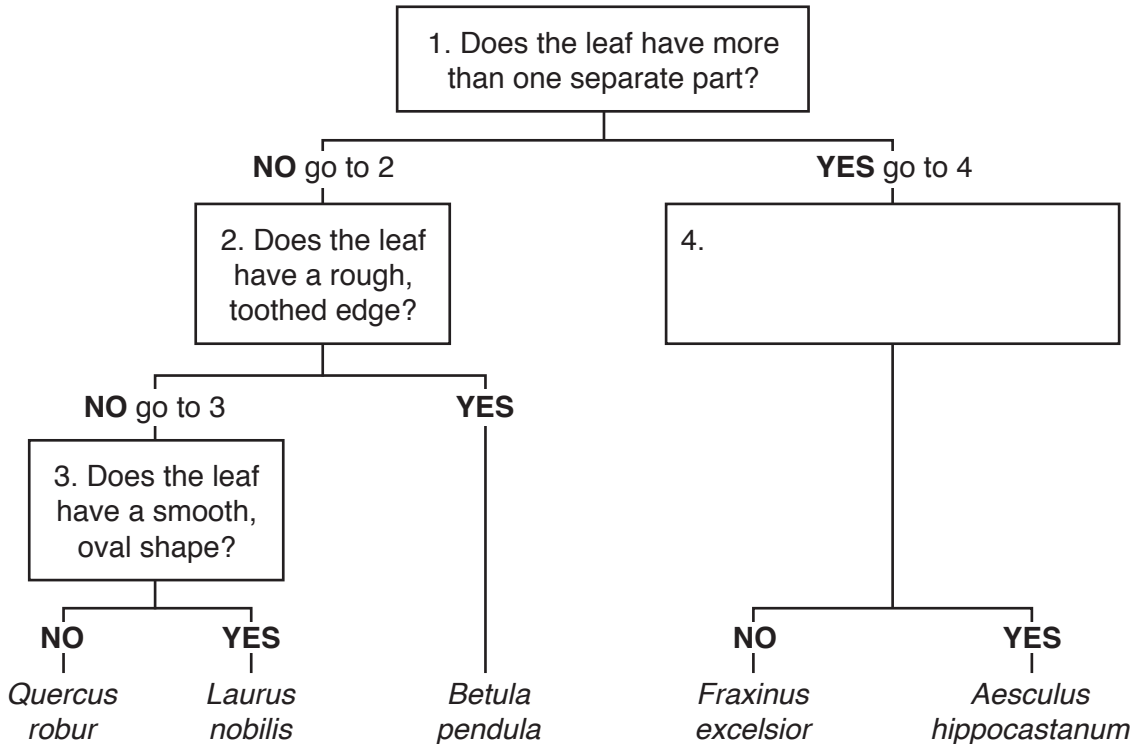 1. Does the leaf have more
than one separate part?
NO go to 2
YES go to 4
2. Does the leaf
have a rough,
toothed edge?
4.
NO go to 3
YES
3. Does the leaf
have a smooth,
oval shape?
NO
YES
NO
YES
Quercus
robur
Laurus
nobilis
Betula
pendula
Fraxinus
excelsior
Aesculus
hippocastanum